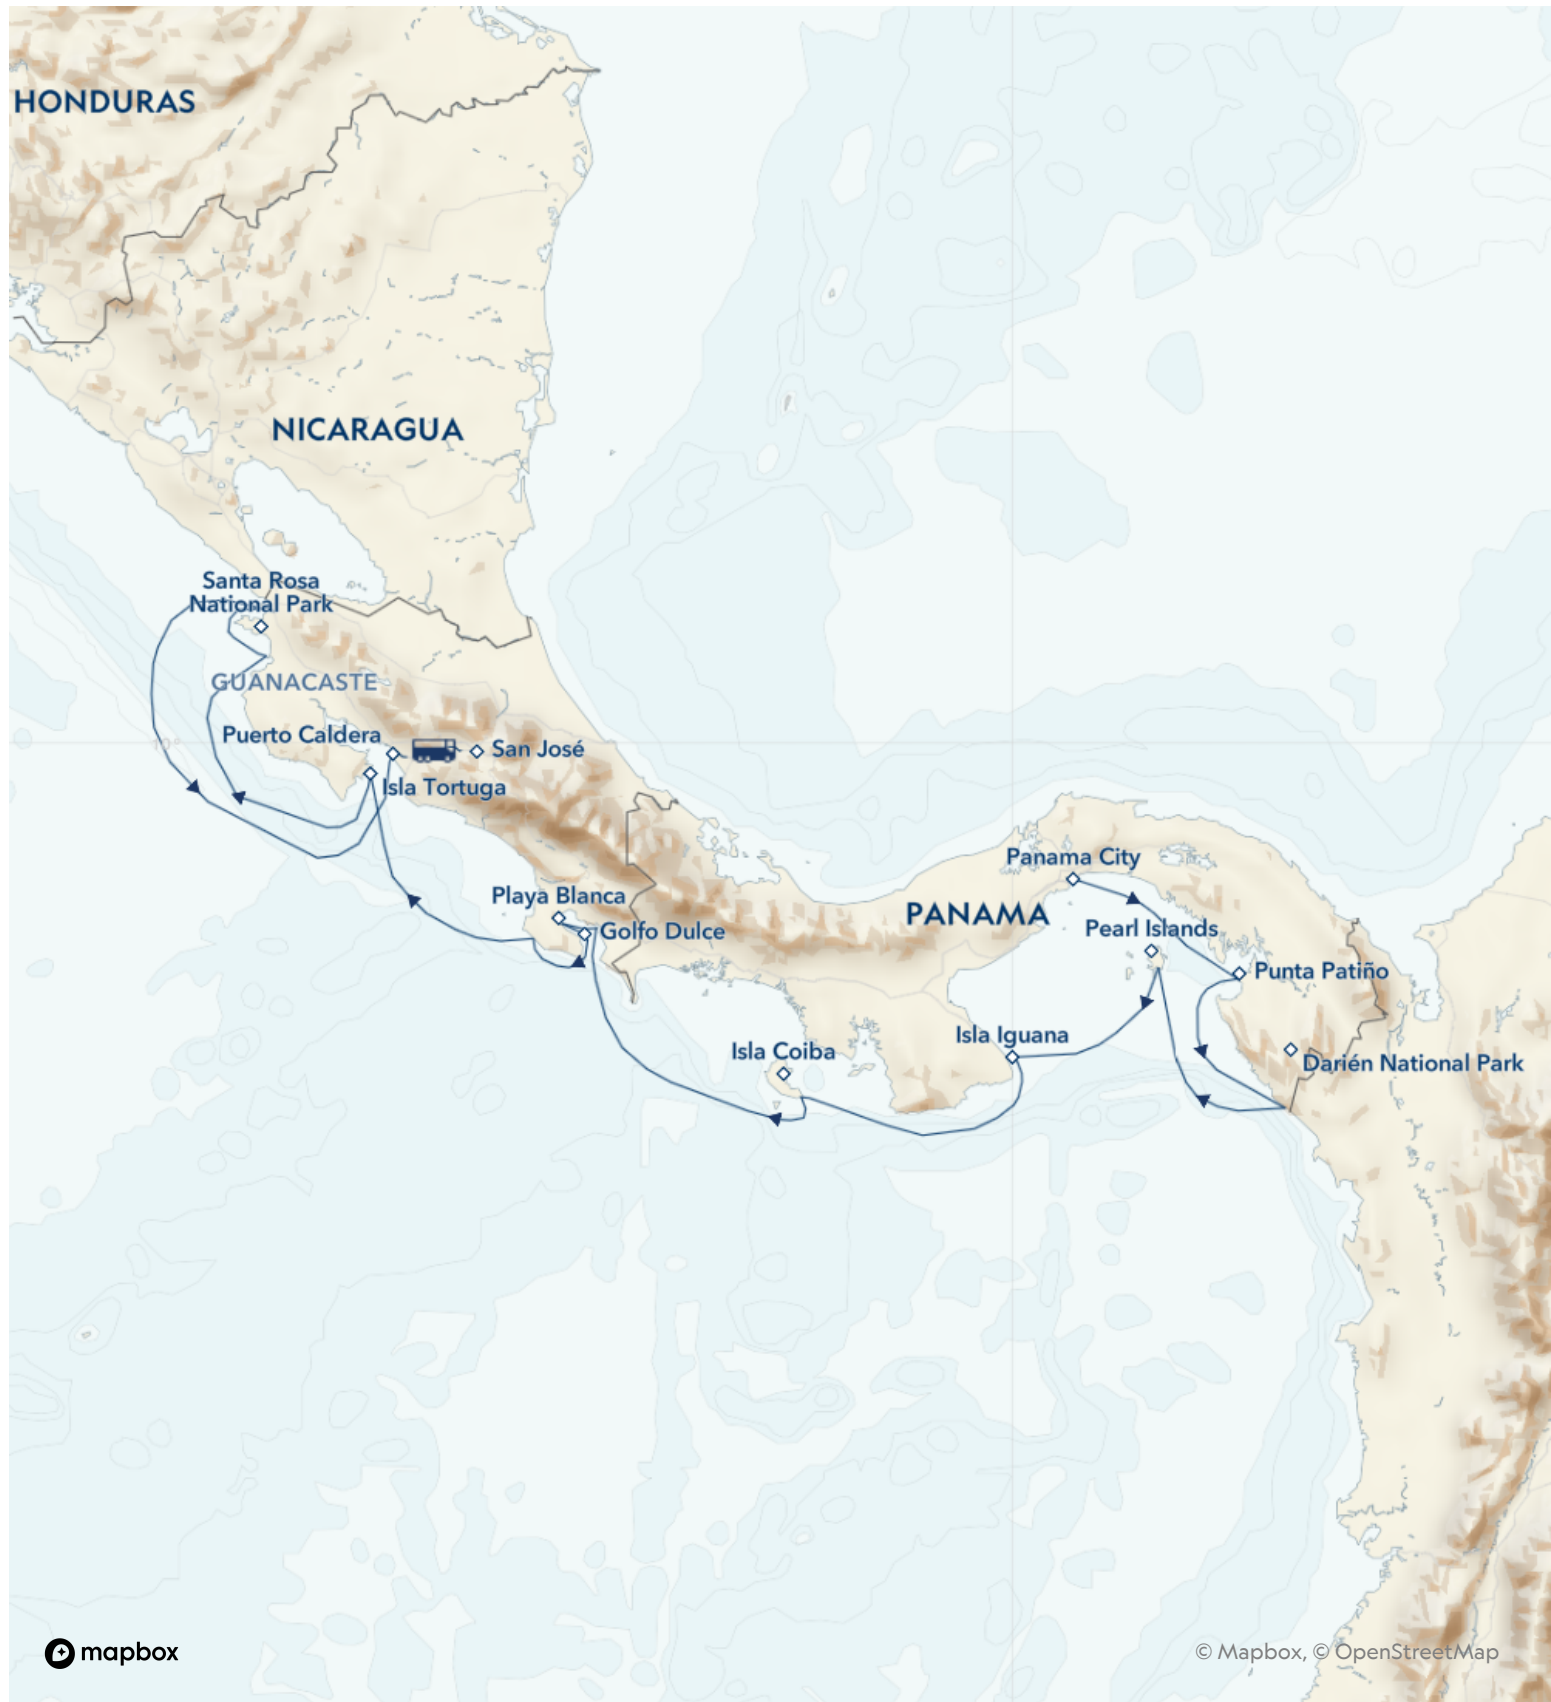 HONDURAS
NICARAGUA
Santa Rosa
National Park
GUANACASTE
Puerto Caldera
10°
San José
Isla Tortuga
Panama City
Playa Blanca
PANAMA
Golfo Dulce
Pearl Islands
Punta Patiño
Isla Iguana
Isla Coiba
Darién National Park
mapbox
© Mapbox, © OpenStreetMap